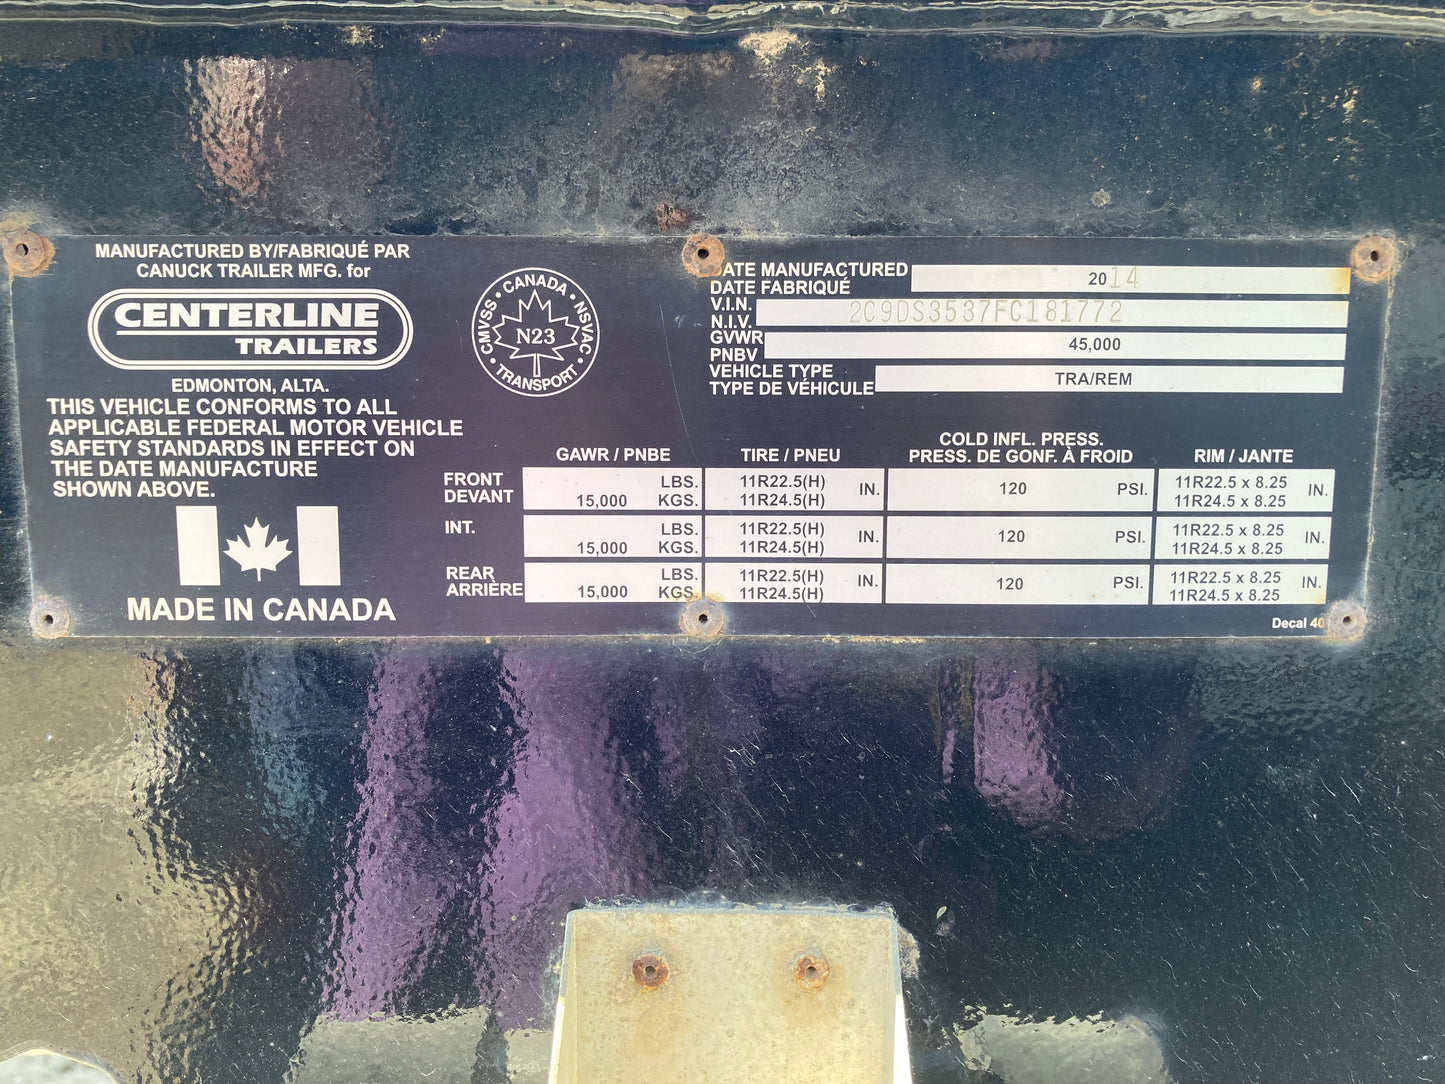 MANUFACTURED BY/FABRIQUÉ PAR
CANUCK TRAILER MFG. for
CENTERLINE
TRAILERS
EDMONTON, ALTA.
THIS VEHICLE CONFORMS TO ALL
APPLICABLE FEDERAL MOTOR VEHICLE
SAFETY STANDARDS IN EFFECT ON
THE DATE MANUFACTURE
SHOWN ABOVE.
MADE IN CANADA
CANADA • NSVAC • TRANSPORT • CMVSS •
N23
DATE MANUFACTURED
DATE FABRIQUÉ
2014
V.I.N.
N.I.V.
2C9DS3537FC181772
GVWR
PNBV
45,000
VEHICLE TYPE
TYPE DE VÉHICULE
TRA/REM
GAWR / PNBE
TIRE / PNEU
COLD INFL. PRESS.
PRESS. DE GONF. À FROID
RIM / JANTE
FRONT
DEVANT
LBS.
15,000 KGS.
11R22.5(H)
11R24.5(H)
IN.
120 PSI.
11R22.5 x 8.25
11R24.5 x 8.25
IN.
INT.
LBS.
15,000 KGS.
11R22.5(H)
11R24.5(H)
IN.
120 PSI.
11R22.5 x 8.25
11R24.5 x 8.25
IN.
REAR
ARRIÈRE
LBS.
15,000 KGS.
11R22.5(H)
11R24.5(H)
IN.
120 PSI.
11R22.5 x 8.25
11R24.5 x 8.25
IN.
Decal